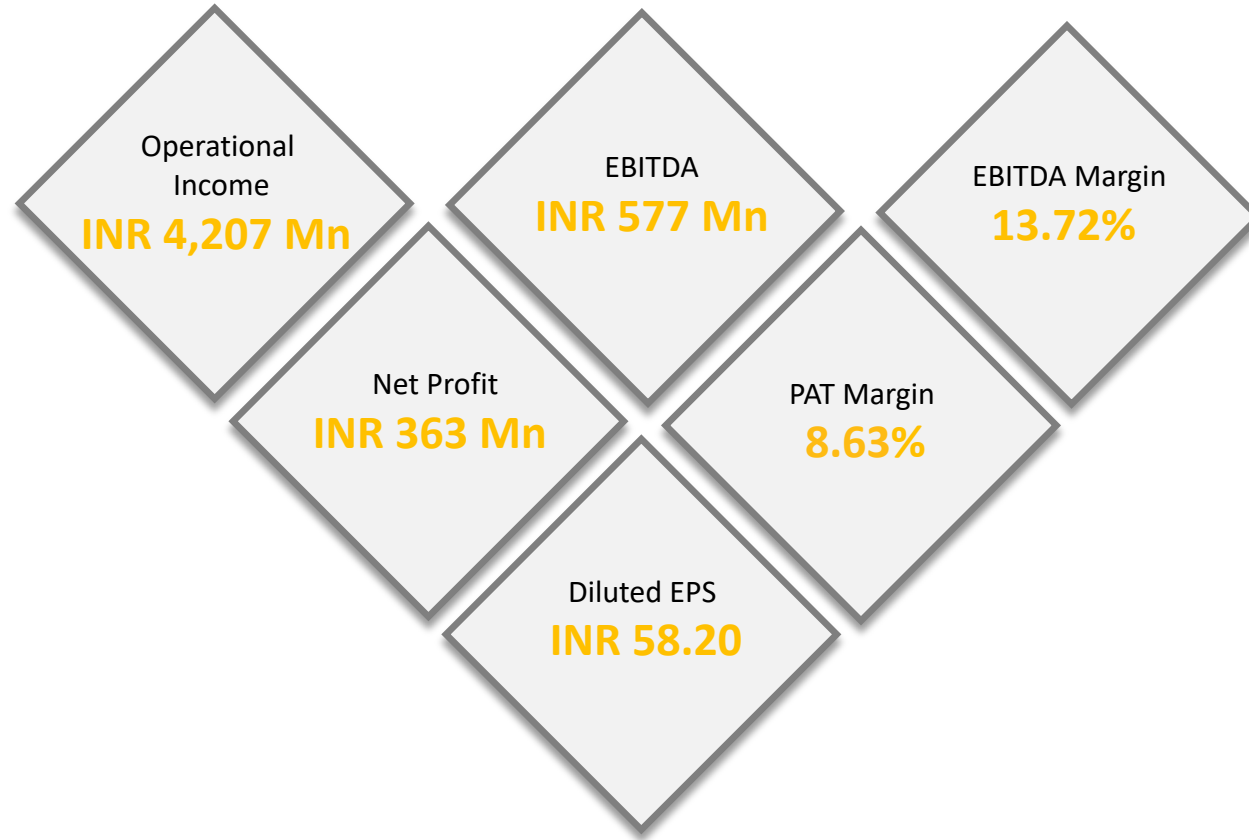 Operational
Income
INR 4,207 Mn
EBITDA
INR 577 Mn
EBITDA Margin
13.72%
Net Profit
INR 363 Mn
PAT Margin
8.63%
Diluted EPS
INR 58.20